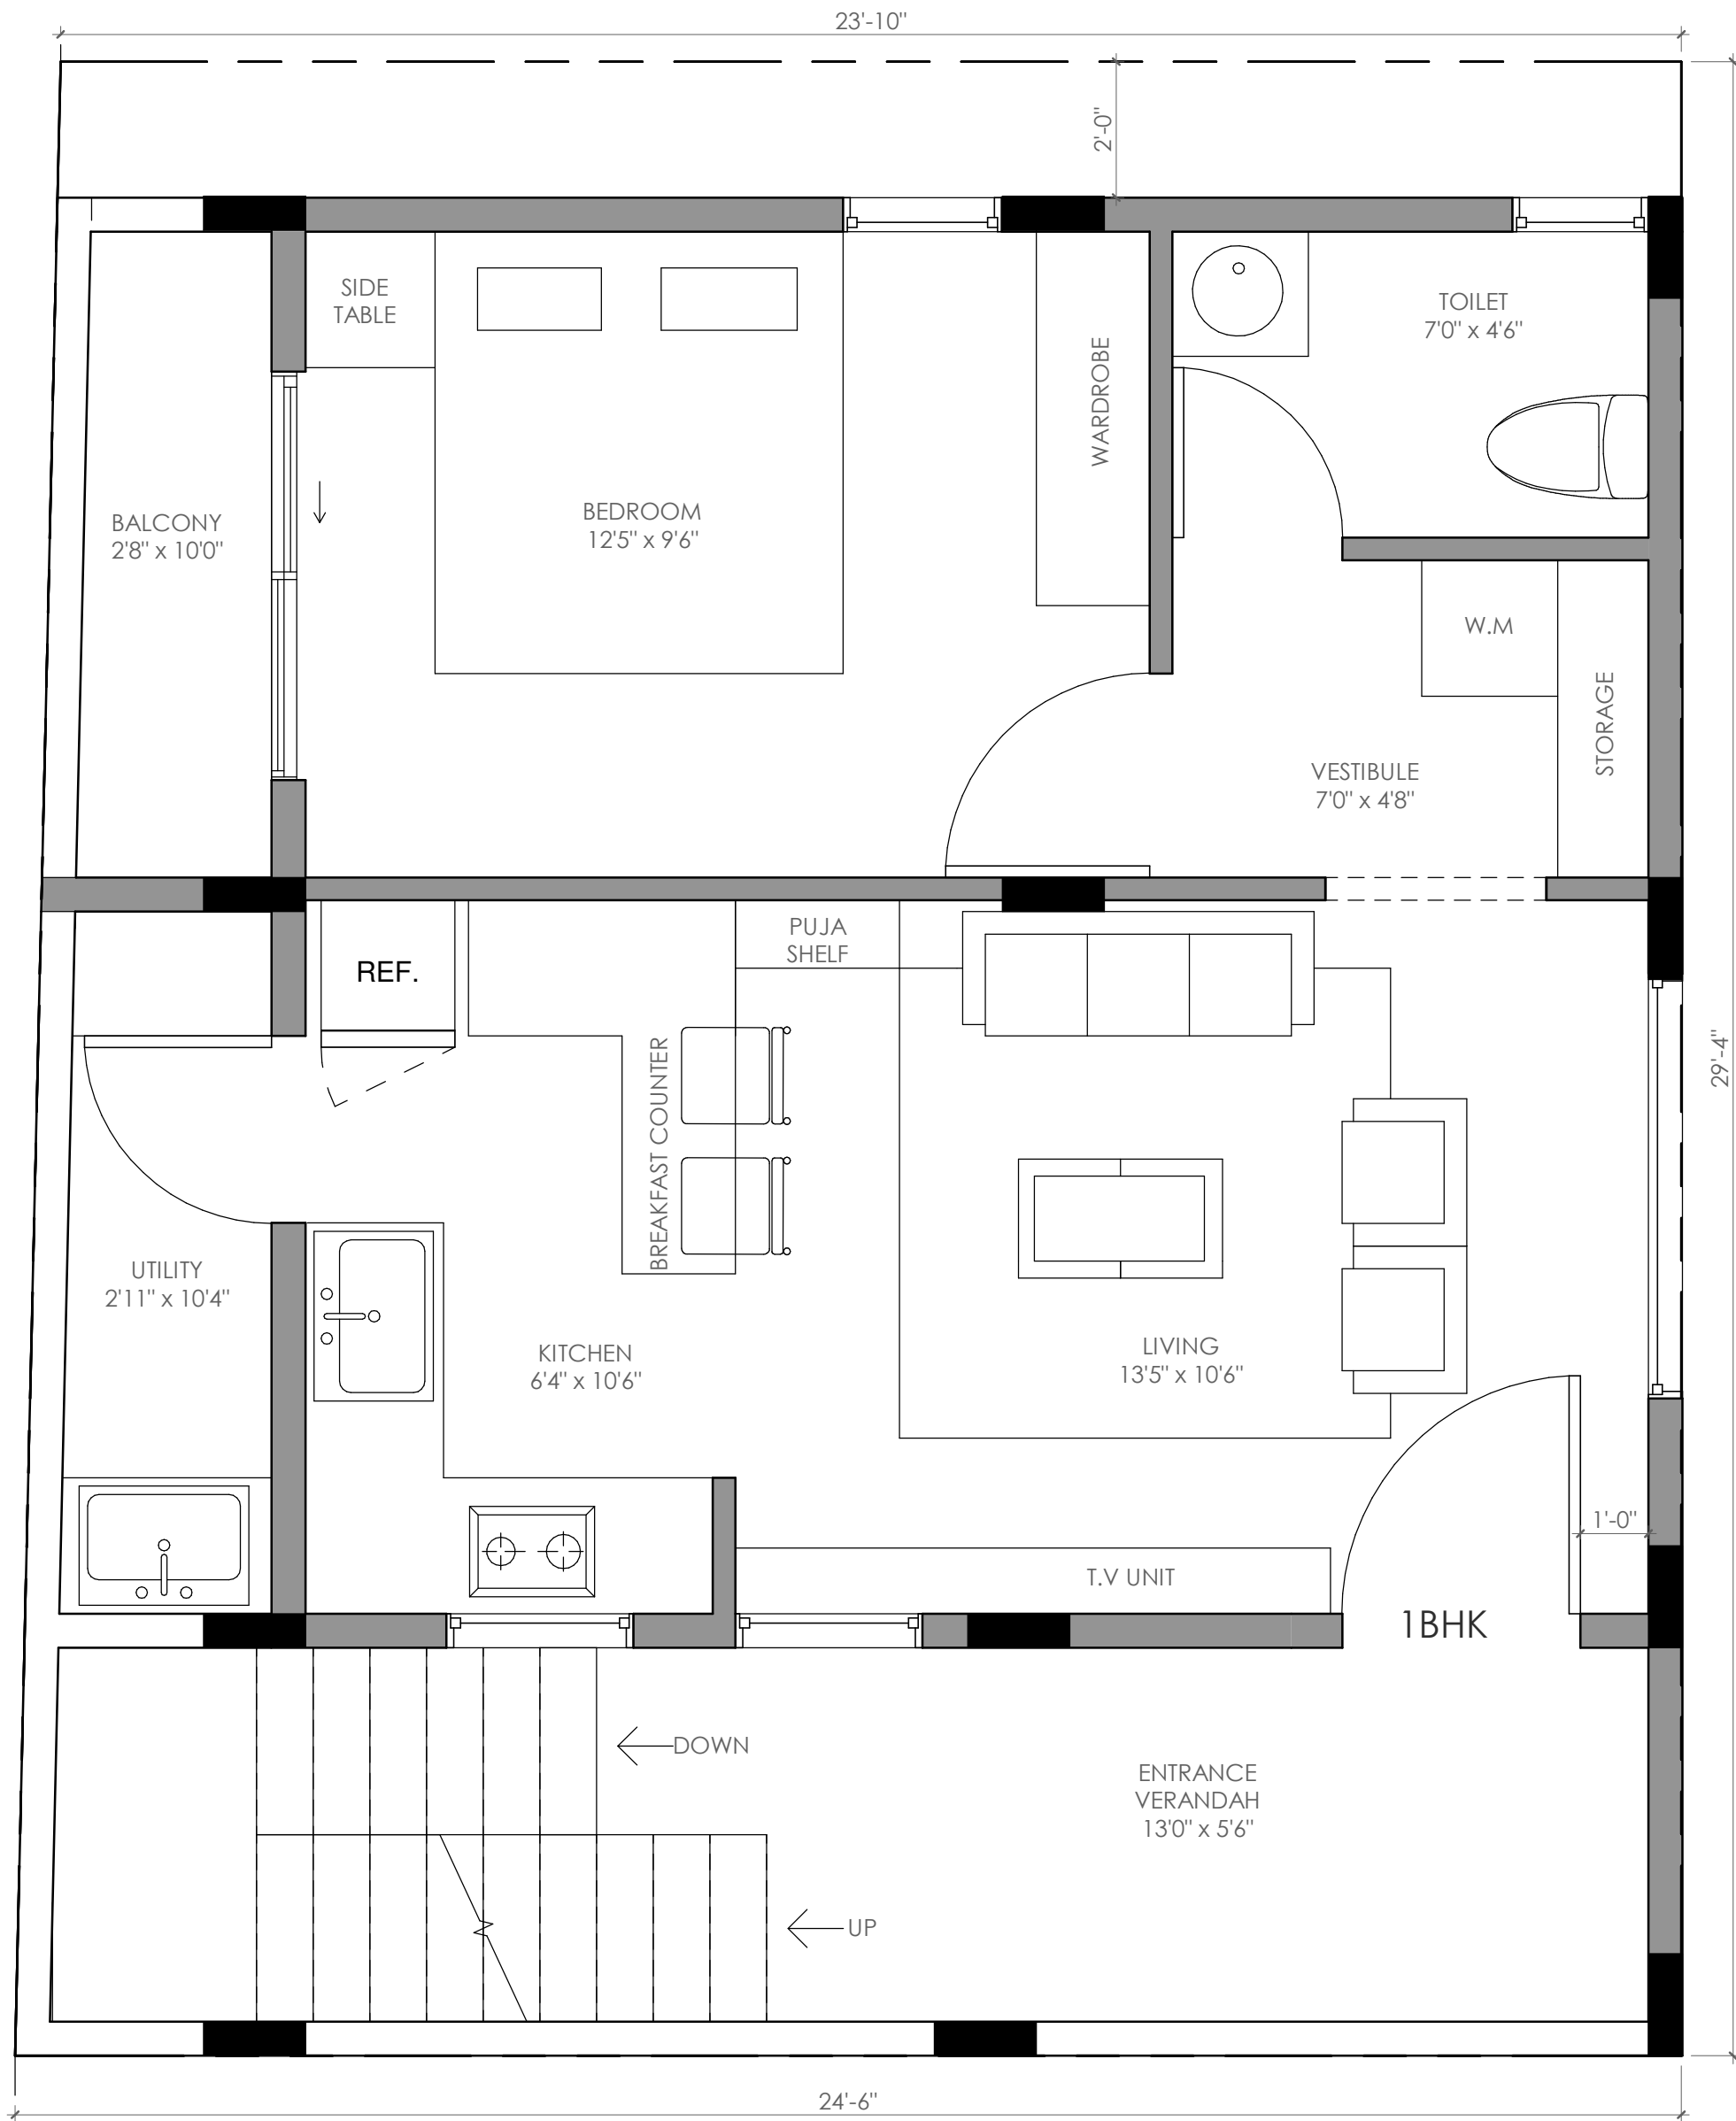 23'-10"
2'-0"
SIDE
TABLE
TOILET
7'0" x 4'6"
WARDROBE
BALCONY
2'8" x 10'0"
BEDROOM
12'5" x 9'6"
W.M
STORAGE
VESTIBULE
7'0" x 4'8"
PUJA
SHELF
REF.
BREAKFAST COUNTER
29'-4"
UTILITY
2'11" x 10'4"
KITCHEN
6'4" x 10'6"
LIVING
13'5" x 10'6"
1'-0"
T.V UNIT
1BHK
DOWN
ENTRANCE
VERANDAH
13'0" x 5'6"
UP
24'-6"